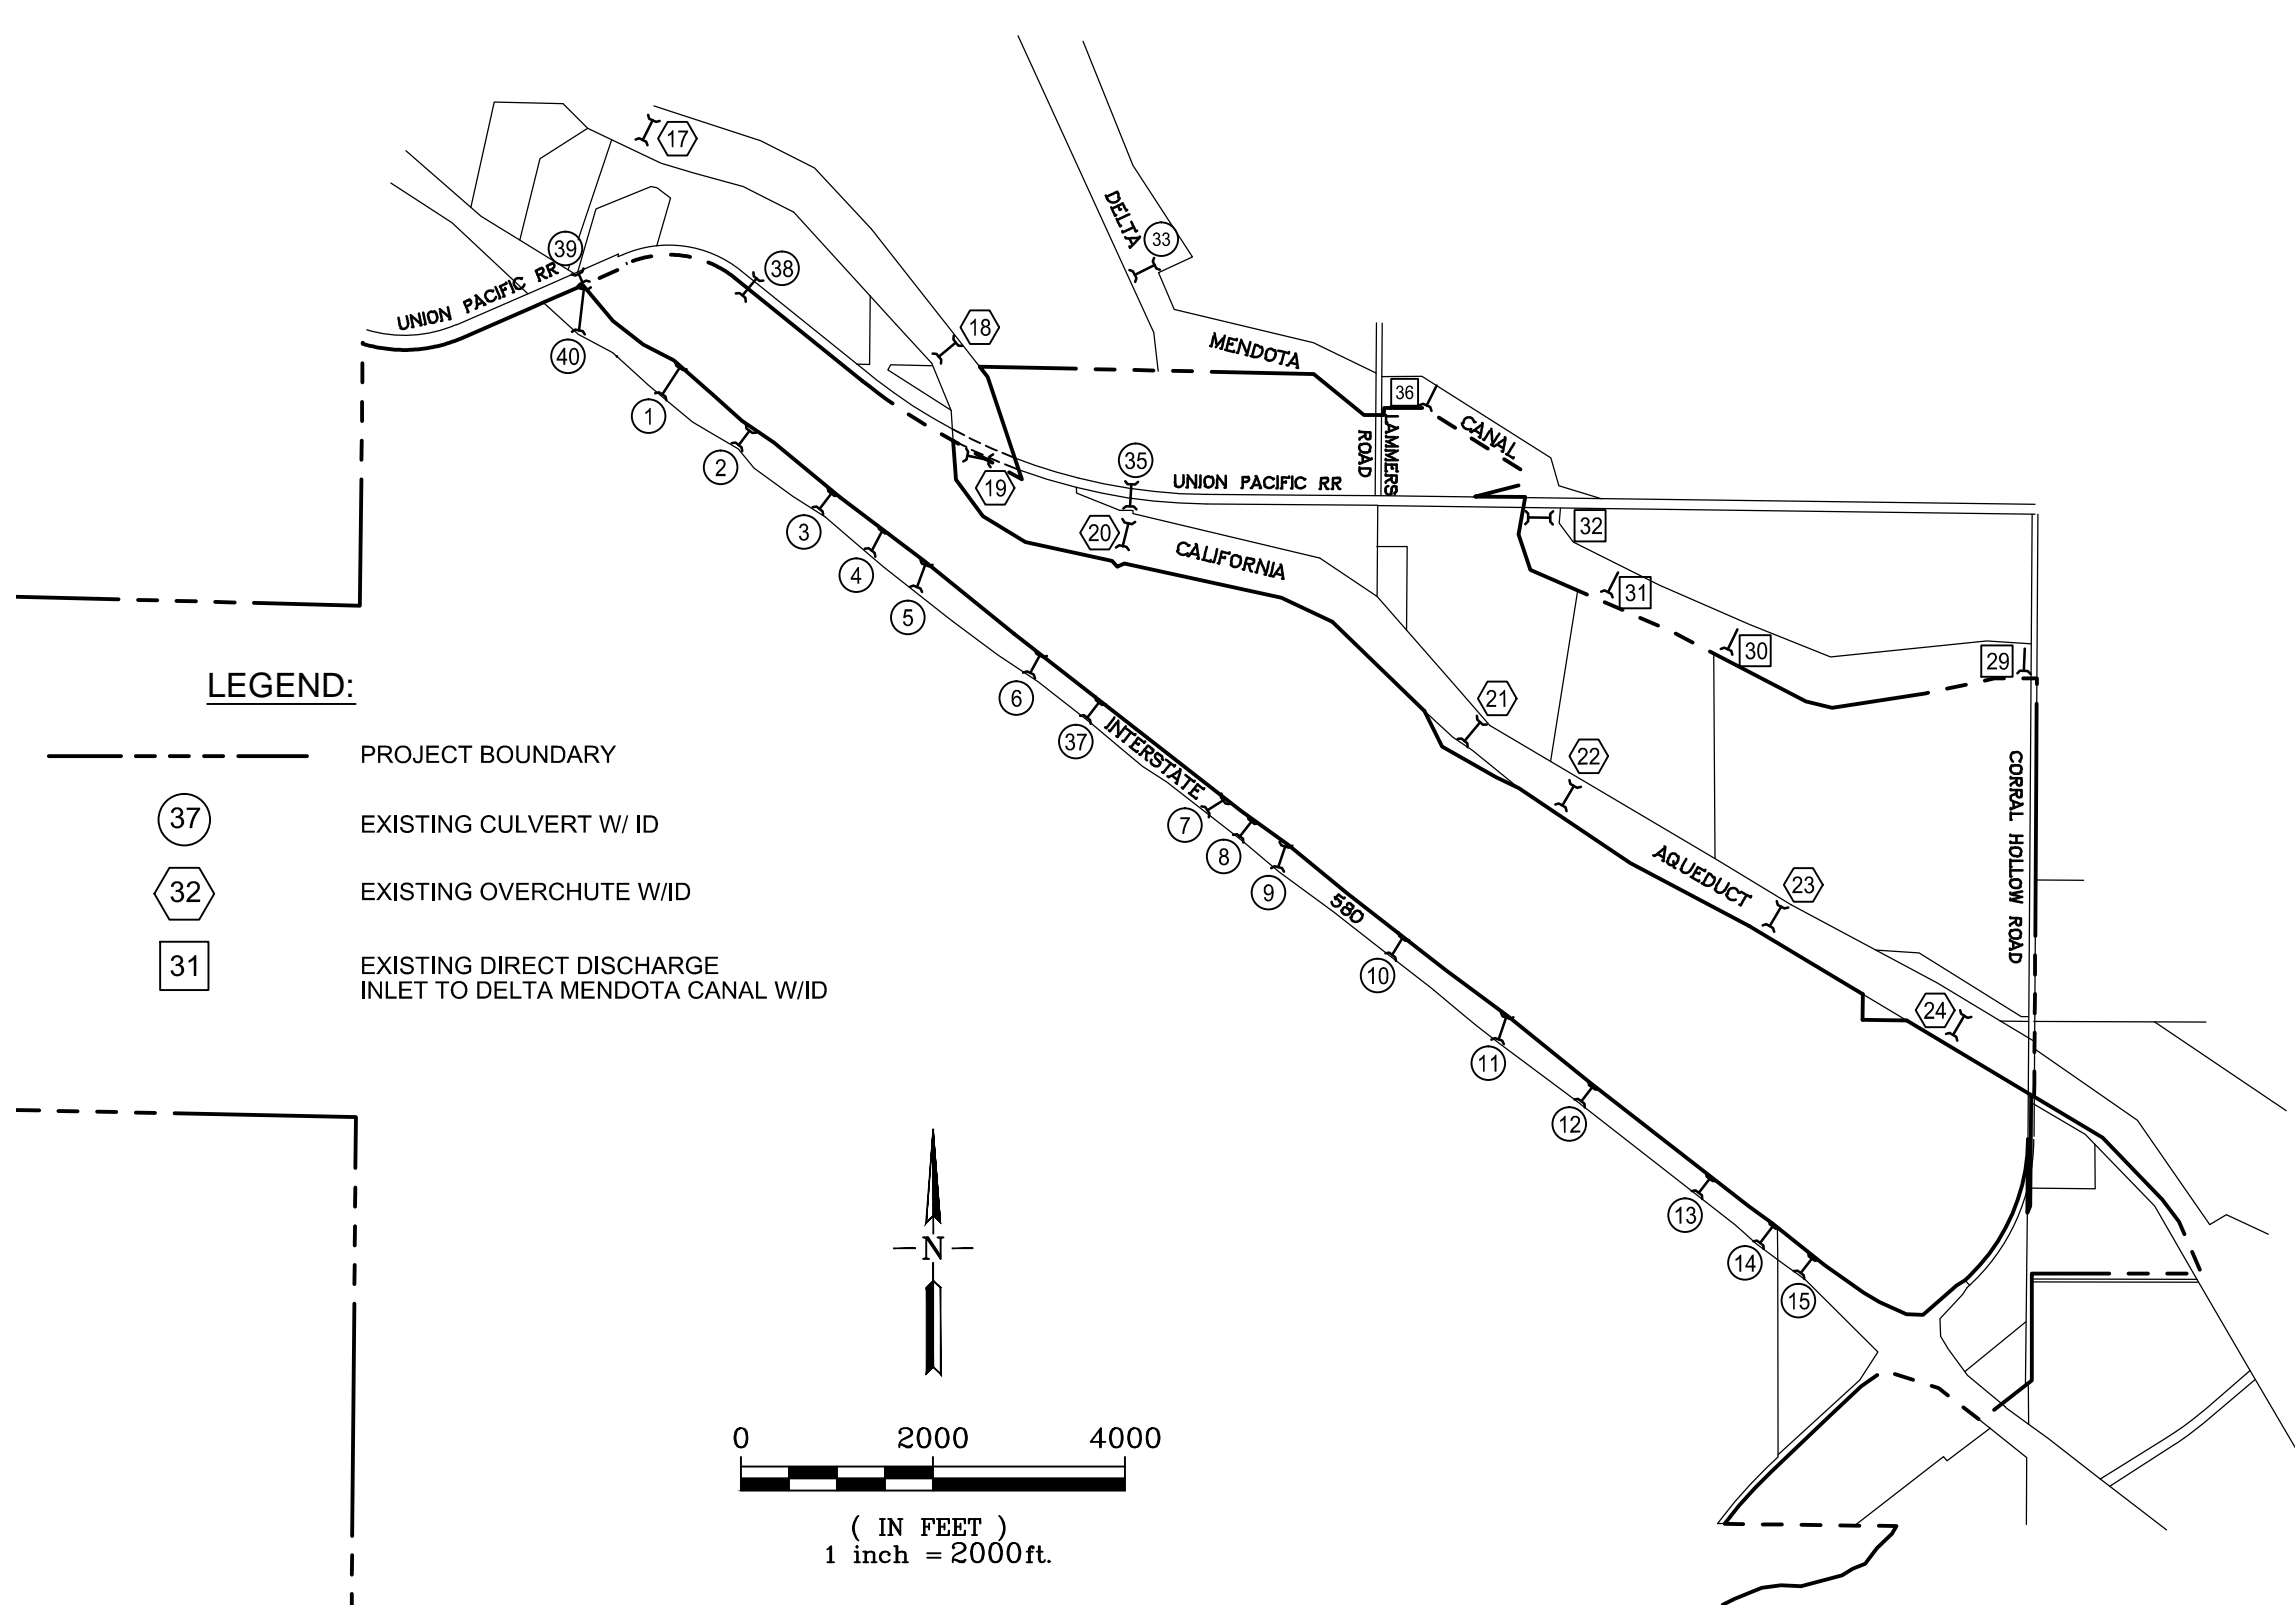 17
DELTA
33
39
38
UNION PACIFIC RR
18
MENDOTA
40
36
CANAL
1
LAMMERS
ROAD
2
35
UNION PACIFIC RR
19
3
20
32
CALIFORNIA
4
31
5
30
29
6
21
37
INTERSTATE
22
CORRAL HOLLOW ROAD
7
8
9
AQUEDUCT
23
580
10
24
11
12
13
14
15
LEGEND:
PROJECT BOUNDARY
37
EXISTING CULVERT W/ ID
32
EXISTING OVERCHUTE W/ID
31
EXISTING DIRECT DISCHARGE
INLET TO DELTA MENDOTA CANAL W/ID
N
0 2000 4000
( IN FEET )
1 inch = 2000ft.